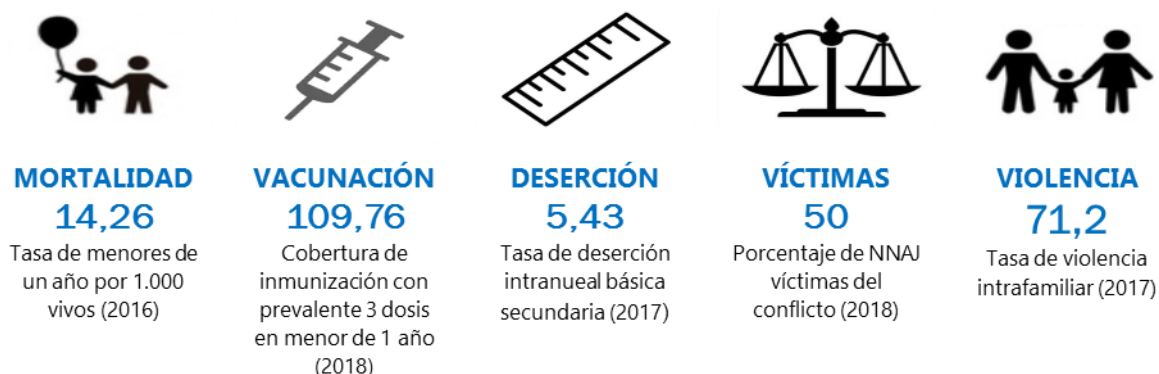 MORTALIDAD
14,26
Tasa de menores de
un año por 1.000
vivos (2016)
VACUNACIÓN
109,76
Cobertura de
inmunización con
prevalente 3 dosis
en menor de 1 año
(2018)
DESERCIÓN
5,43
Tasa de deserción
intranueal básica
secundaria (2017)
VÍCTIMAS
50
Porcentaje de NNAJ
víctimas del
conflicto (2018)
VIOLENCIA
71,2
Tasa de violencia
intrafamiliar (2017)